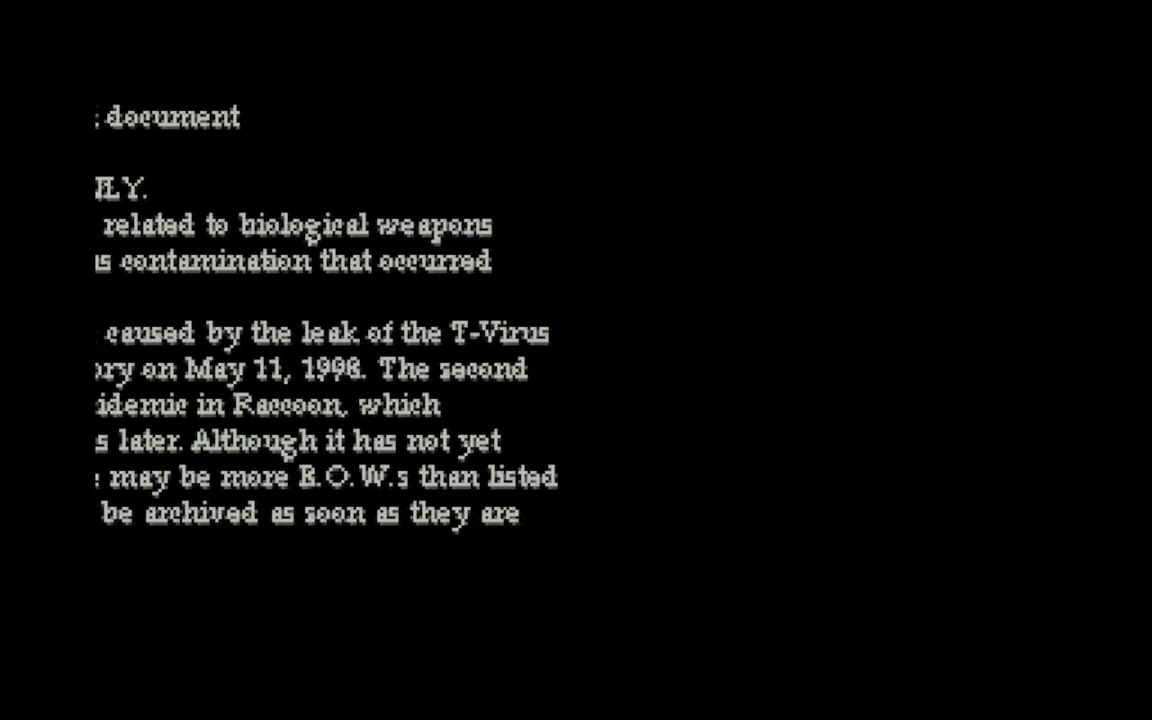 document
LY.
related to biological weapons
s contamination that occurred
caused by the leak of the T-Virus
ory on May 11, 1998. The second
idemic in Raccoon, which
s later. Although it has not yet
may be more B.O.W.s than listed
be archived as soon as they are